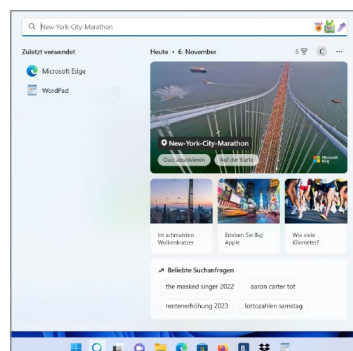 New-York-City-Marathon
Zuletzt verwendet
Microsoft Edge
WordPad
Heute • 6. November
5
C
New-York-City-Marathon
Quiz absolvieren
Auf der Karte
Microsoft
Bing
Im schmalsten
Wolkenkratzer
Erleben Sie Big
Apple
Wie viele
Kilometer?
Beliebte Suchanfragen
the masked singer 2022
aaron carter tot
rentenerhöhung 2023
lottozahlen samstag